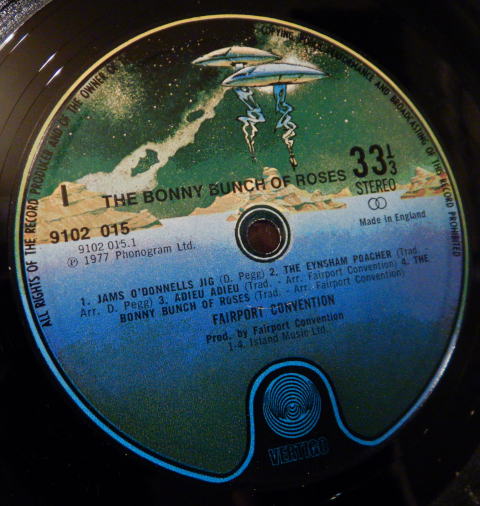 ALL RIGHTS OF THE RECORD PRODUCER AND OF THE OWNER
COPYING
PERFORMANCE AND BROADCASTING OF THIS RECORD PROHIBITED
I
THE BONNY BUNCH OF ROSES
33⅓
STEREO
9102 015
9102 015.1
℗ 1977 Phonogram Ltd.
Made in England
1. JAMS O'DONNELLS JIG (D. Pegg) 2. THE EYNSHAM POACHER (Trad. -
Arr. D. Pegg) 3. ADIEU ADIEU (Trad. - Arr. Fairport Convention) 4. THE
BONNY BUNCH OF ROSES (Trad. - Arr. Fairport Convention)
FAIRPORT CONVENTION
Prod. by Fairport Convention
1-4. Island Music Ltd.
VERTIGO